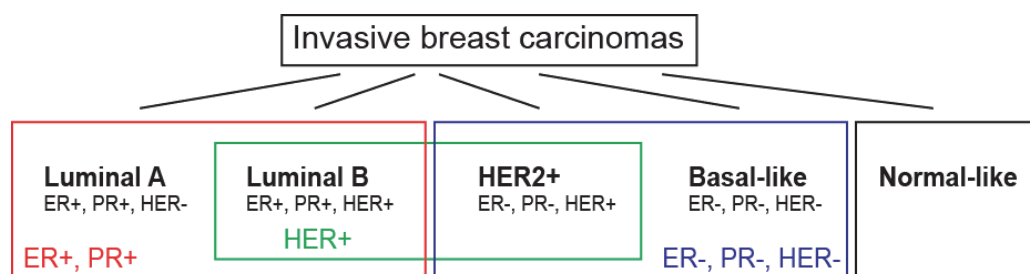 Invasive breast carcinomas
Luminal A
ER+, PR+, HER-
ER+, PR+
Luminal B
ER+, PR+, HER+
HER+
HER2+
ER-, PR-, HER+
Basal-like
ER-, PR-, HER-
ER-, PR-, HER-
Normal-like